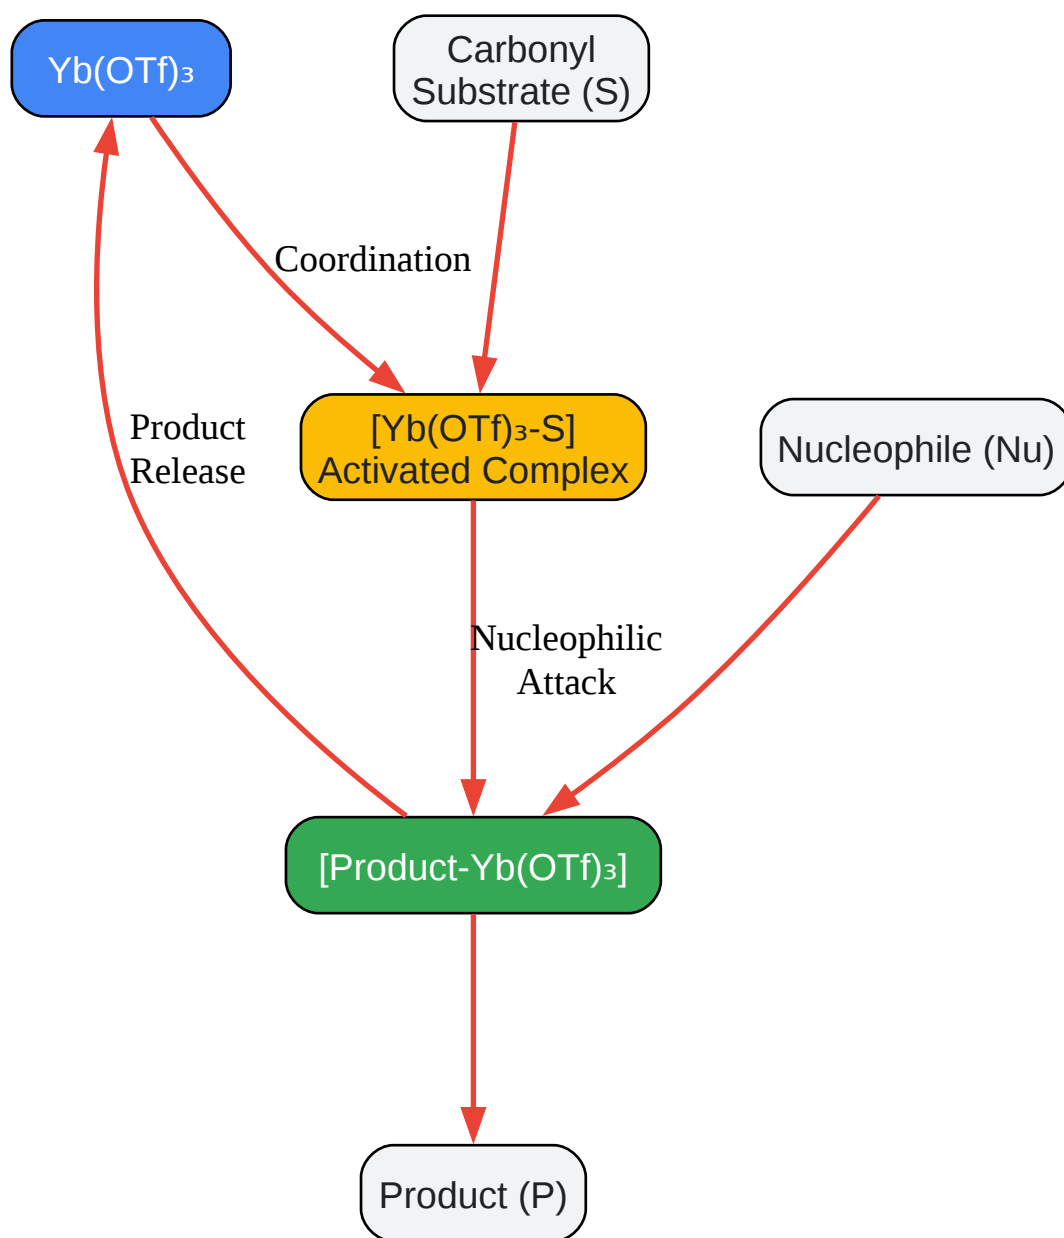 Yb(OTf)₃
Carbonyl
Substrate (S)
Coordination
[Yb(OTf)₃-S]
Activated Complex
Nucleophile (Nu)
Product
Release
Nucleophilic
Attack
[Product-Yb(OTf)₃]
Product (P)